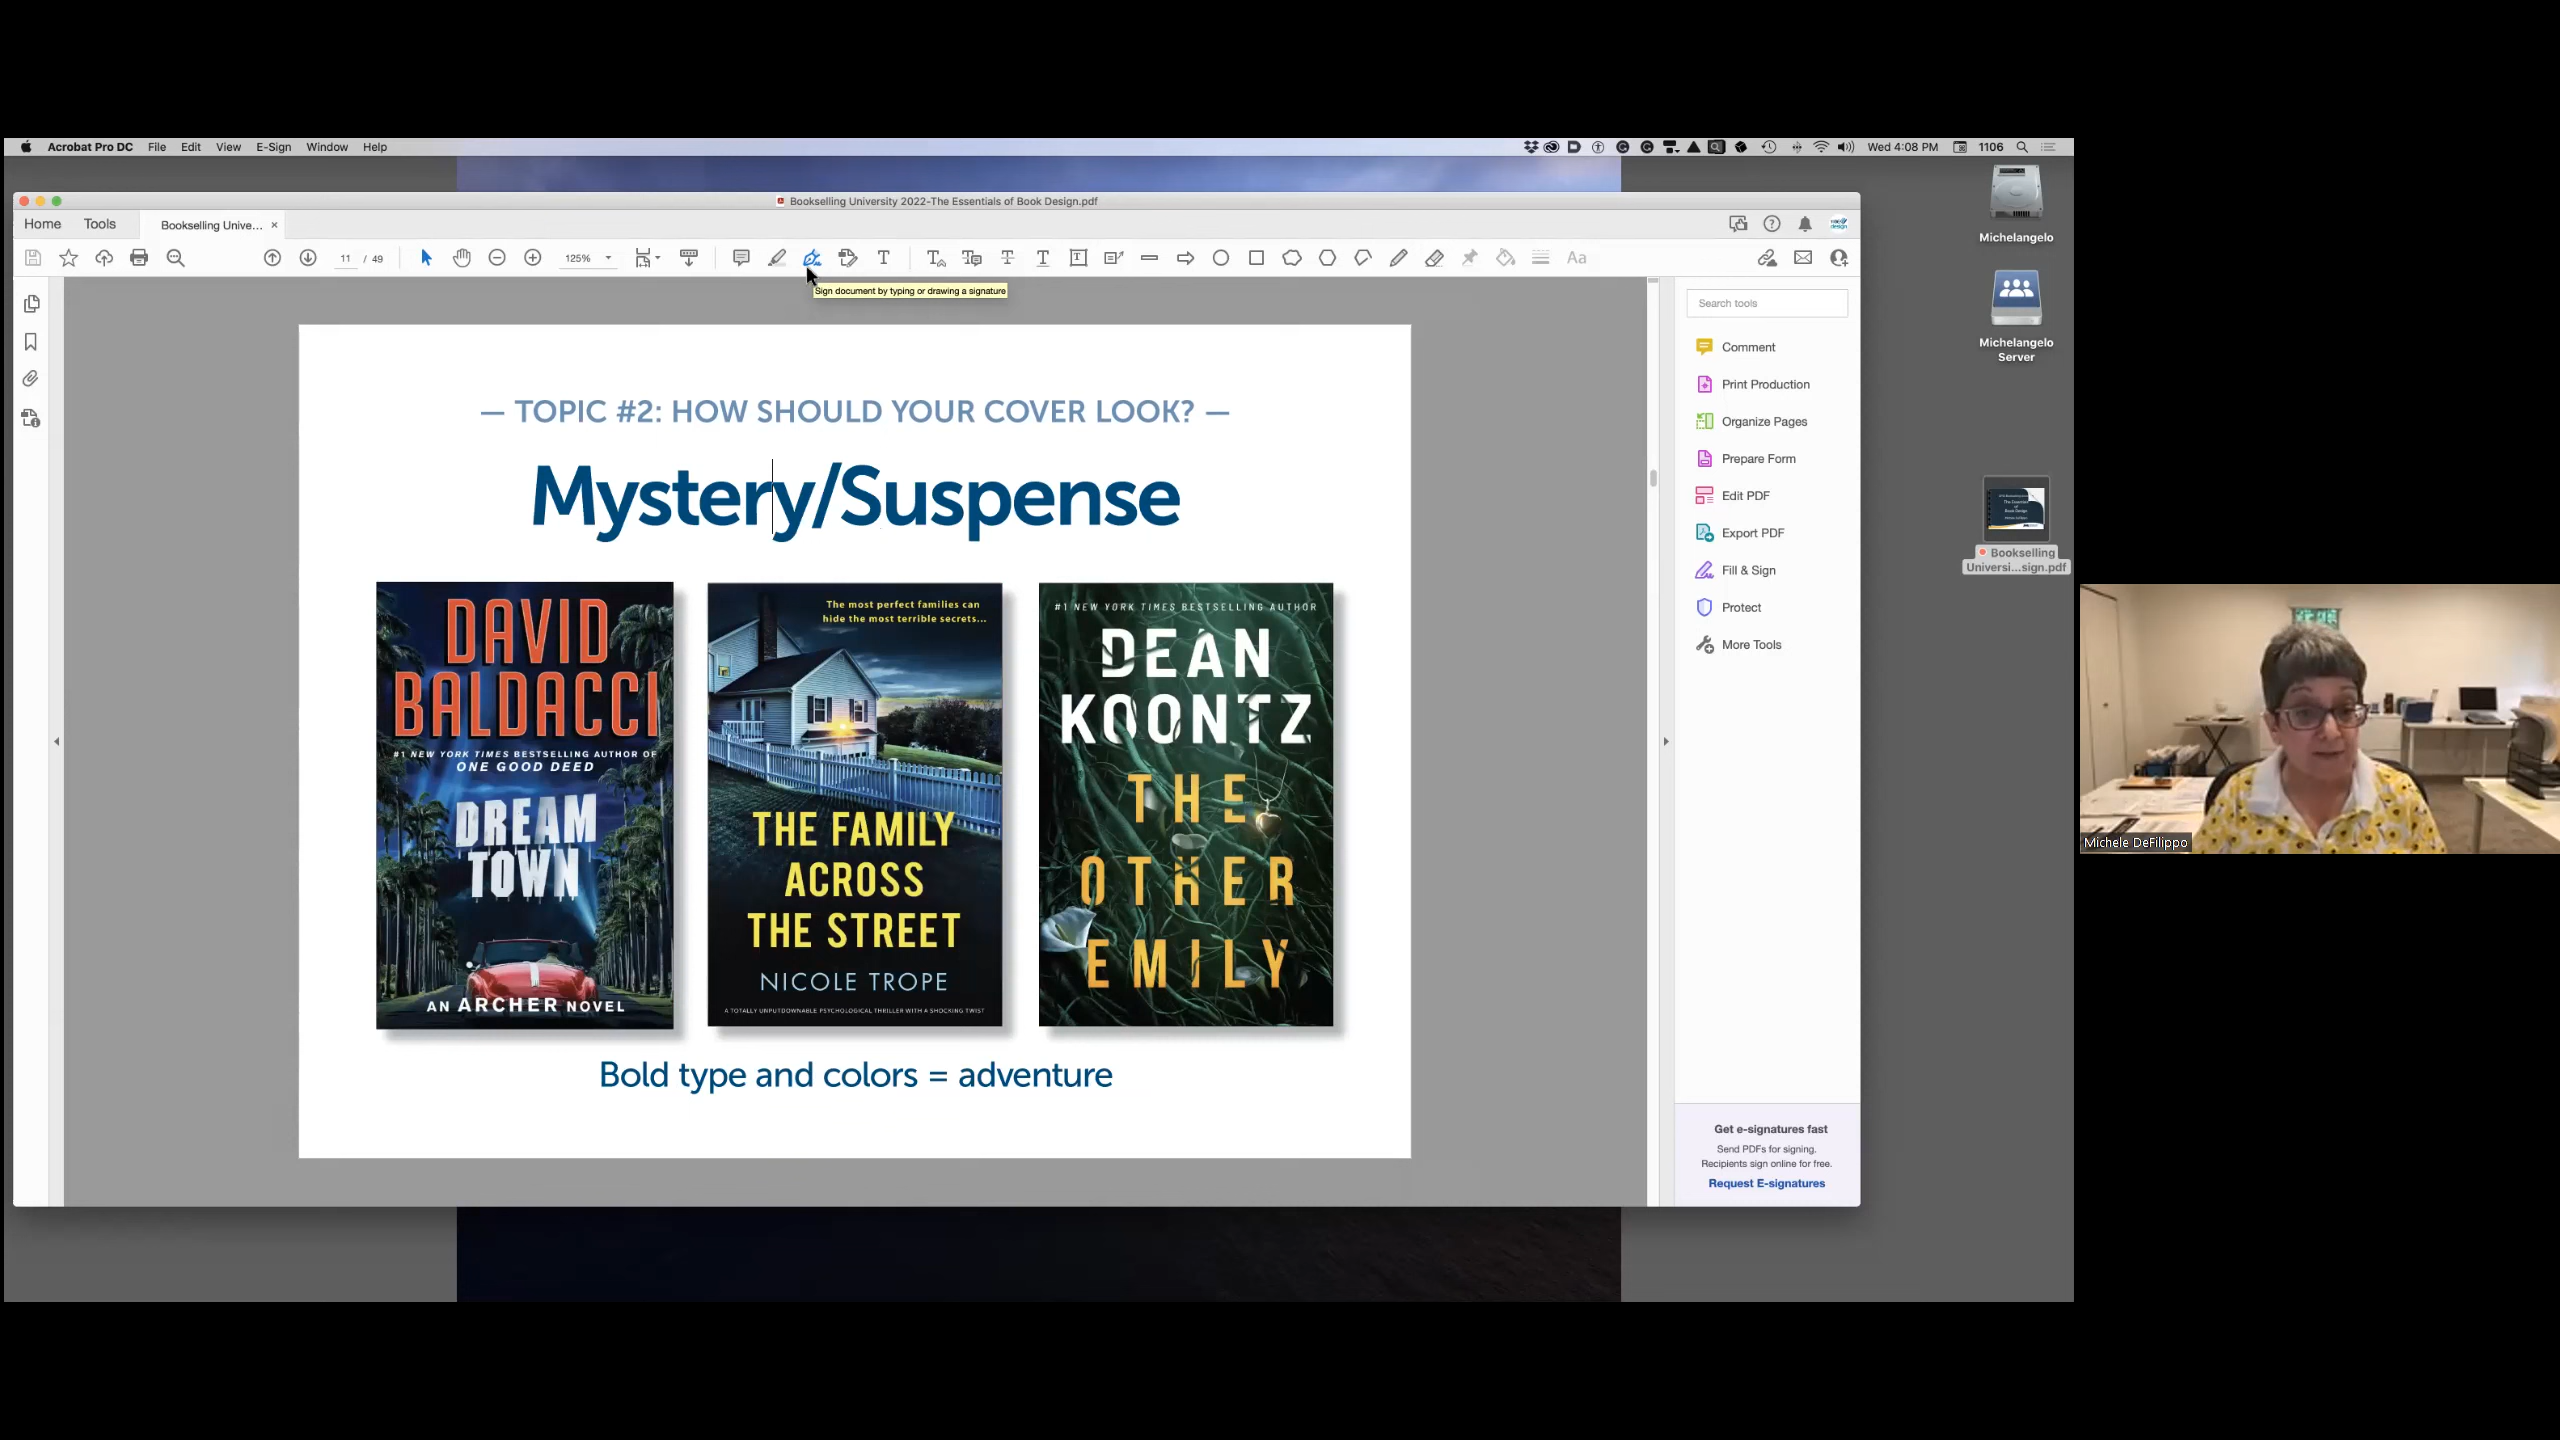 Acrobat Pro DC File Edit View E-Sign Window Help
Wed 4:08 PM 1106
Bookselling University 2022-The Essentials of Book Design.pdf
Home Tools Bookselling Unive... ×
11 / 49
125%
Aa
Sign document by typing or drawing a signature
— TOPIC #2: HOW SHOULD YOUR COVER LOOK? —
Mystery/Suspense
DAVID
BALDACCI
#1 NEW YORK TIMES BESTSELLING AUTHOR OF
ONE GOOD DEED
DREAM
TOWN
AN ARCHER NOVEL
The most perfect families can
hide the most terrible secrets...
THE FAMILY
ACROSS
THE STREET
NICOLE TROPE
A TOTALLY UNPUTDOWNABLE PSYCHOLOGICAL THRILLER WITH A SHOCKING TWIST
#1 NEW YORK TIMES BESTSELLING AUTHOR
DEAN
KOONTZ
THE
OTHER
EMILY
Bold type and colors = adventure
Search tools
Comment
Print Production
Organize Pages
Prepare Form
Edit PDF
Export PDF
Fill & Sign
Protect
More Tools
Get e-signatures fast
Send PDFs for signing.
Recipients sign online for free.
Request E-signatures
Michelangelo
Michelangelo
Server
The Essentials
of
Book Design
Bookselling
Universi...sign.pdf
Michele DeFilippo